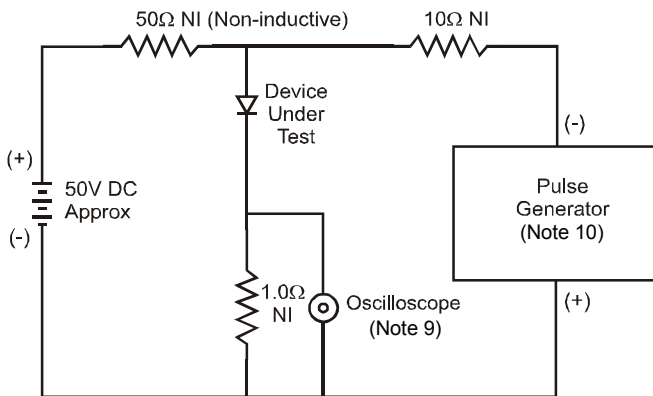 50Ω NI (Non-inductive)
10Ω NI
Device
Under
Test
(-)
(+)
50V DC
Approx
(-)
Pulse
Generator
(Note 10)
1.0Ω
NI
Oscilloscope
(Note 9)
(+)